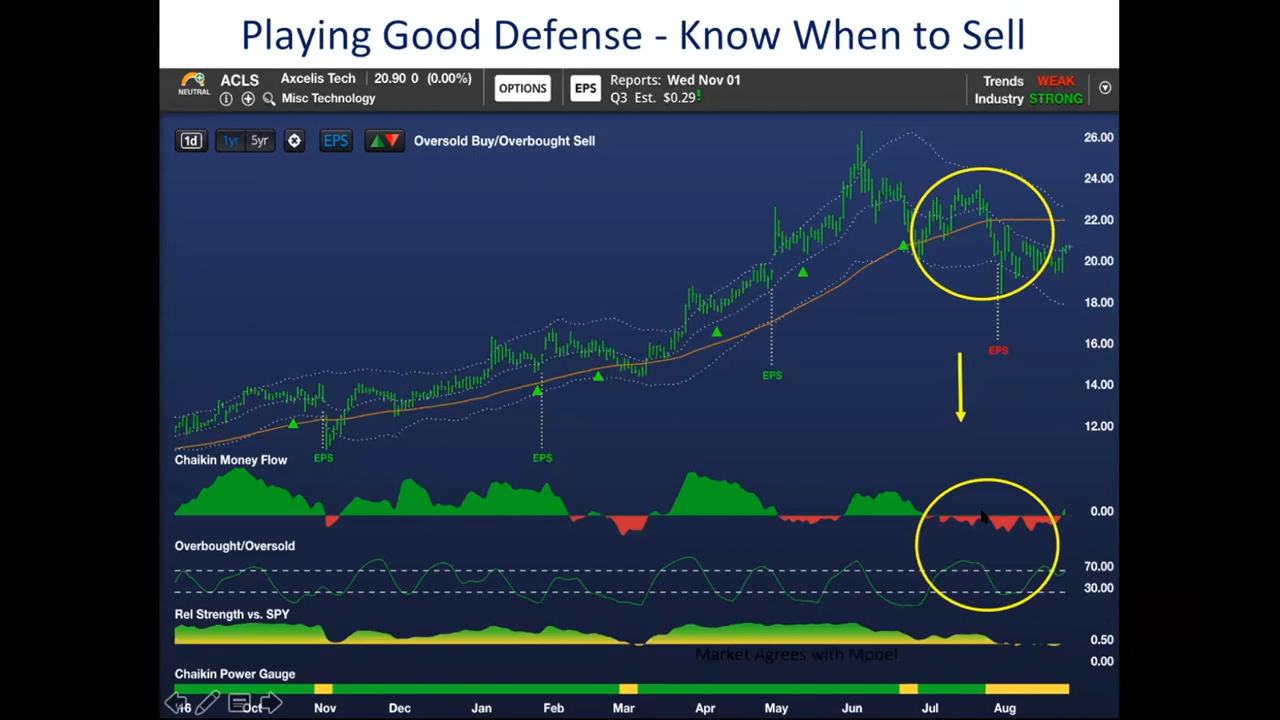 Playing Good Defense - Know When to Sell
NEUTRAL
ACLS Axcelis Tech 20.90 0 (0.00%)
Misc Technology
OPTIONS
EPS
Reports: Wed Nov 01
Q3 Est. $0.29
Trends WEAK
Industry STRONG
1d 1yr 5yr EPS Oversold Buy/Overbought Sell
26.00
24.00
22.00
20.00
18.00
16.00
14.00
12.00
EPS
EPS
EPS
EPS
Chaikin Money Flow
0.00
Overbought/Oversold
70.00
30.00
Rel Strength vs. SPY
0.50
Market Agrees with Model
0.00
Chaikin Power Gauge
Oct Nov Dec Jan Feb Mar Apr May Jun Jul Aug